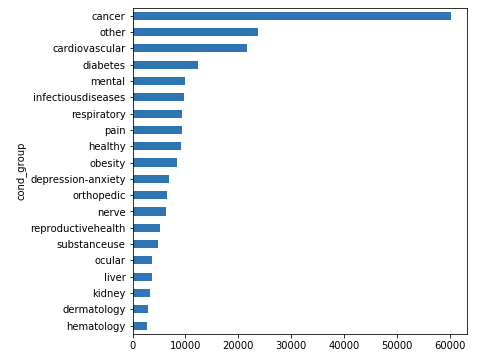 cancer
other
cardiovascular
diabetes
mental
infectiousdiseases
respiratory
pain
healthy
obesity
depression-anxiety
orthopedic
nerve
reproductivehealth
substanceuse
ocular
liver
kidney
dermatology
hematology
cond_group
0 10000 20000 30000 40000 50000 60000